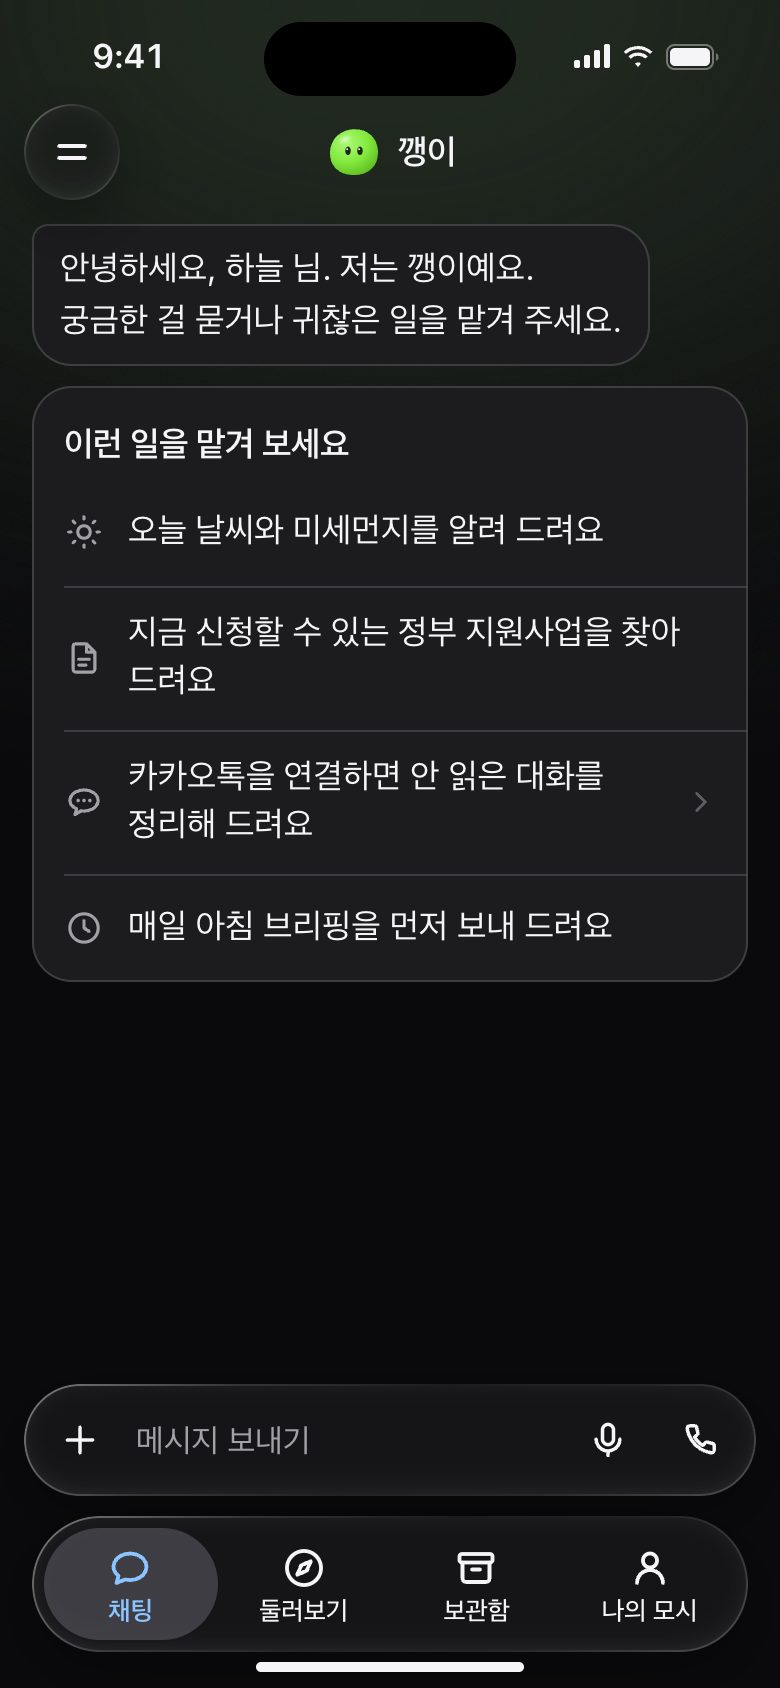 9:41
깽이
안녕하세요, 하늘 님. 저는 깽이예요.
궁금한 걸 묻거나 귀찮은 일을 맡겨 주세요.
이런 일을 맡겨 보세요
오늘 날씨와 미세먼지를 알려 드려요
지금 신청할 수 있는 정부 지원사업을 찾아
드려요
카카오톡을 연결하면 안 읽은 대화를
정리해 드려요
매일 아침 브리핑을 먼저 보내 드려요
메시지 보내기
채팅
둘러보기
보관함
나의 모시